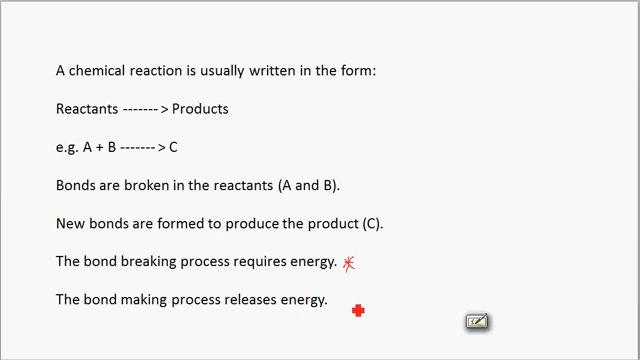 A chemical reaction is usually written in the form:
Reactants ------- > Products
e.g. A + B ------- > C
Bonds are broken in the reactants (A and B).
New bonds are formed to produce the product (C).
The bond breaking process requires energy. *
The bond making process releases energy.